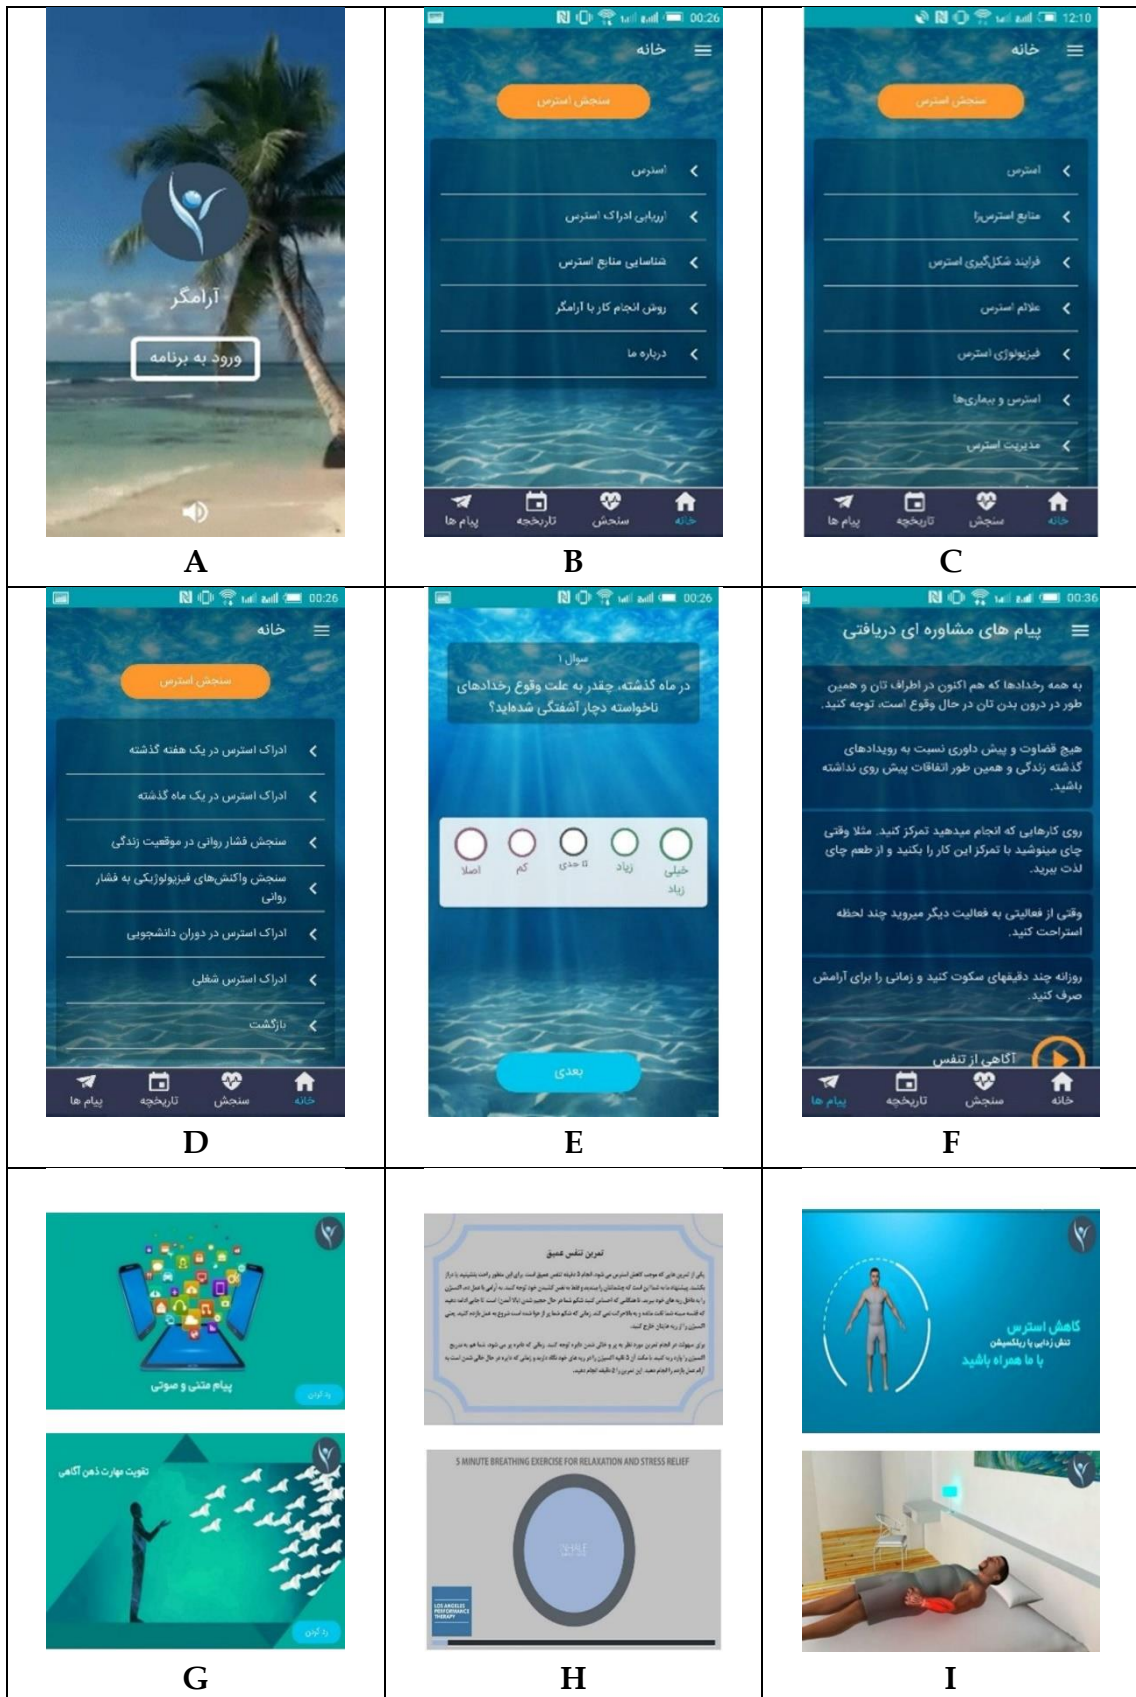 آرامگر
ورود به برنامه
A
00:26
خانه
سنجش استرس
استرس
ارزیابی ادراک استرس
شناسایی منابع استرس
روش انجام کار با آرامگر
درباره ما
خانه
سنجش
تاریخچه
پیام ها
B
12:10
خانه
سنجش استرس
استرس
منابع استرس‌زا
فرایند شکل‌گیری استرس
علائم استرس
فیزیولوژی استرس
استرس و بیماری‌ها
مدیریت استرس
خانه
سنجش
تاریخچه
پیام ها
C
00:26
خانه
سنجش استرس
ادراک استرس در یک هفته گذشته
ادراک استرس در یک ماه گذشته
سنجش فشار روانی در موقعیت زندگی
سنجش واکنش‌های فیزیولوژیکی به فشار
روانی
ادراک استرس در دوران دانشجویی
ادراک استرس شغلی
بازگشت
خانه
سنجش
تاریخچه
پیام ها
D
00:26
سوال ۱
در ماه گذشته، چقدر به علت وقوع رخدادهای
ناخواسته دچار آشفتگی شده‌اید؟
خیلی
زیاد
زیاد
تا حدی
کم
اصلا
بعدی
E
00:36
پیام های مشاوره ای دریافتی
به همه رخدادها که هم اکنون در اطراف تان و همین
طور در درون بدن تان در حال وقوع است، توجه کنید.
هیچ قضاوت و پیش داوری نسبت به رویدادهای
گذشته زندگی و همین طور اتفاقات پیش روی نداشته
باشید.
روی کارهایی که انجام میدهید تمرکز کنید. مثلا وقتی
چای مینوشید با تمرکز این کار را بکنید و از طعم چای
لذت ببرید.
وقتی از فعالیتی به فعالیت دیگر میروید چند لحظه
استراحت کنید.
روزانه چند دقیقهای سکوت کنید و زمانی را برای آرامش
صرف کنید.
آگاهی از تنفس
خانه
سنجش
تاریخچه
پیام ها
F
پیام متنی و صوتی
رد کردن
تقویت مهارت ذهن آگاهی
رد کردن
G
تمرین تنفس عمیق
5 MINUTE BREATHING EXERCISE FOR RELAXATION AND STRESS RELIEF
INHALE
LOS ANGELES
PERFORMANCE
THERAPY
H
کاهش استرس
تنش زدایی یا ریلکسیشن
با ما همراه باشید
I